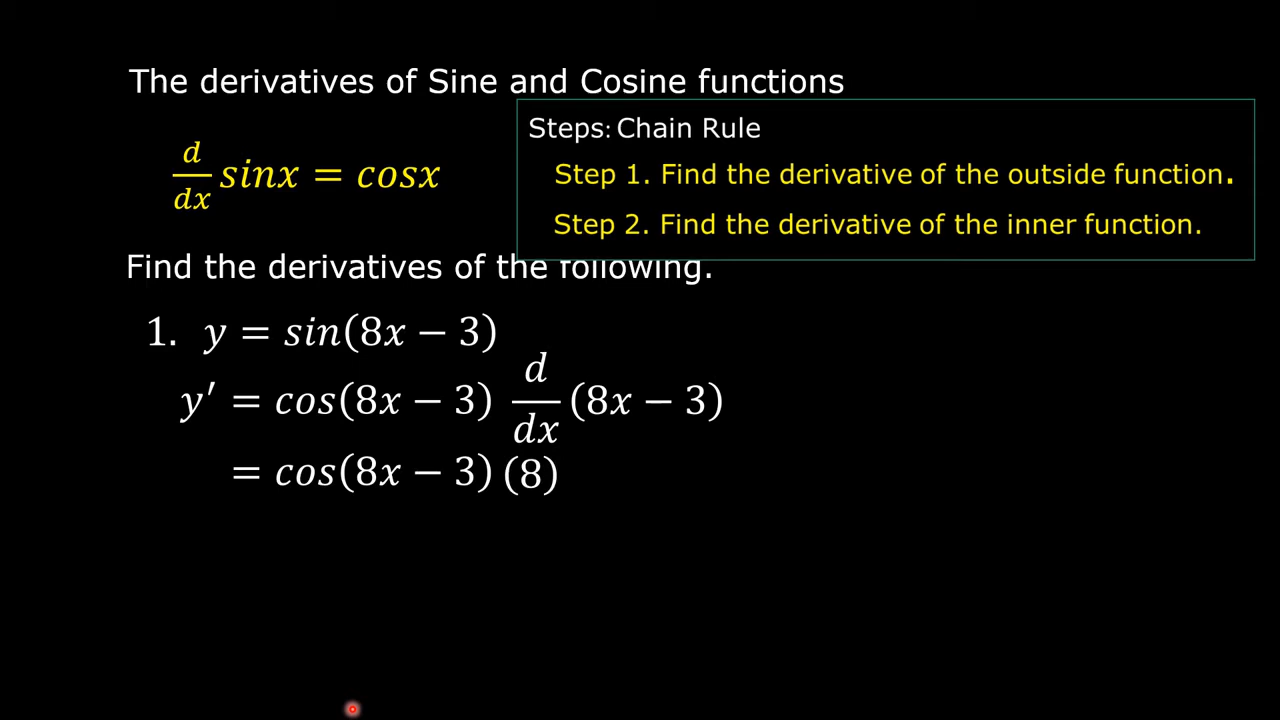 The derivatives of Sine and Cosine functions
Steps: Chain Rule
Step 1. Find the derivative of the outside function.
Step 2. Find the derivative of the inner function.
d/dx sinx = cosx
Find the derivatives of the following.
1. y = sin(8x − 3)
y′ = cos(8x − 3) d/dx (8x − 3)
= cos(8x − 3) (8)